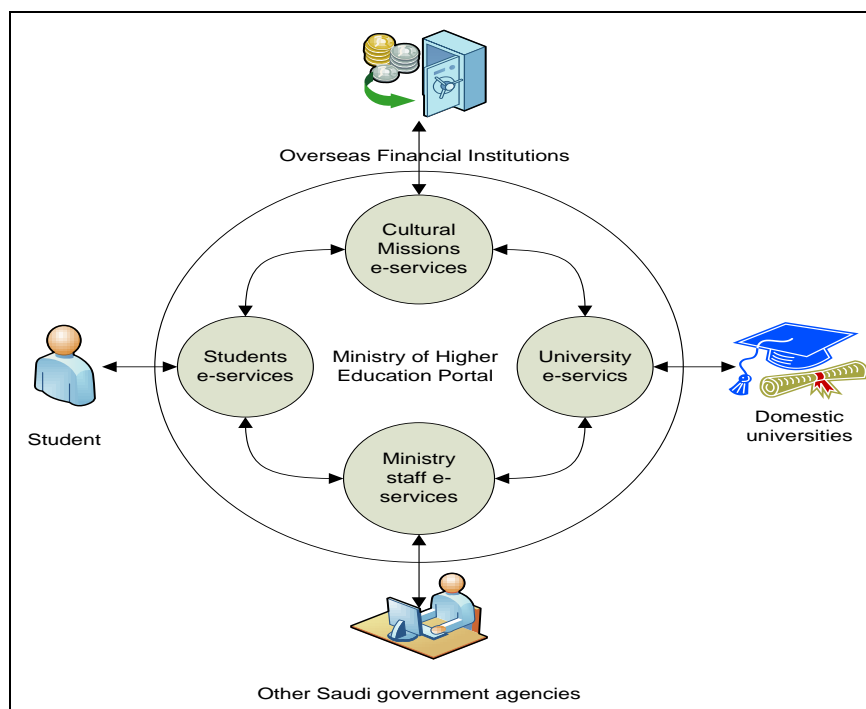 Overseas Financial Institutions
Cultural
Missions
e-services
Students
e-services
Ministry of Higher
Education Portal
University
e-servics
Student
Domestic
universities
Ministry
staff e-
services
Other Saudi government agencies